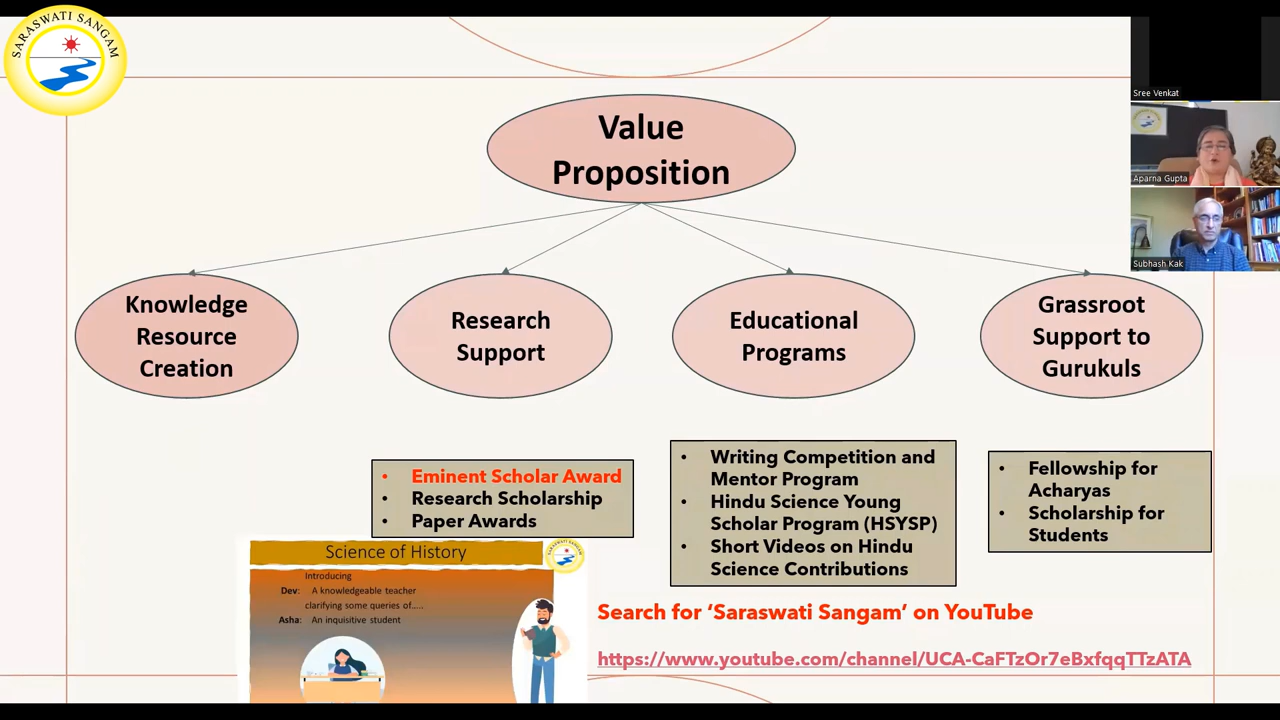 SARASWATI SANGAM
Value
Proposition
Knowledge
Resource
Creation
Research
Support
Educational
Programs
Grassroot
Support to
Gurukuls
• Eminent Scholar Award
• Research Scholarship
• Paper Awards
• Writing Competition and
Mentor Program
• Hindu Science Young
Scholar Program (HSYSP)
• Short Videos on Hindu
Science Contributions
• Fellowship for
Acharyas
• Scholarship for
Students
Science of History
Introducing
Dev: A knowledgeable teacher
clarifying some queries of.....
Asha: An inquisitive student
Search for ‘Saraswati Sangam’ on YouTube
https://www.youtube.com/channel/UCA-CaFTzOr7eBxfqqTTzATA
Sree Venkat
Aparna Gupta
Subhash Kak